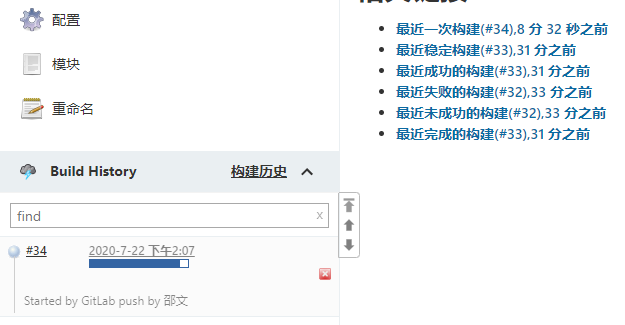 配置
模块
重命名
Build History 构建历史
find x
#34 2020-7-22 下午2:07
Started by GitLab push by 邵文
最近一次构建(#34),8 分 32 秒之前
最近稳定构建(#33),31 分之前
最近成功的构建(#33),31 分之前
最近失败的构建(#32),33 分之前
最近未成功的构建(#32),33 分之前
最近完成的构建(#33),31 分之前